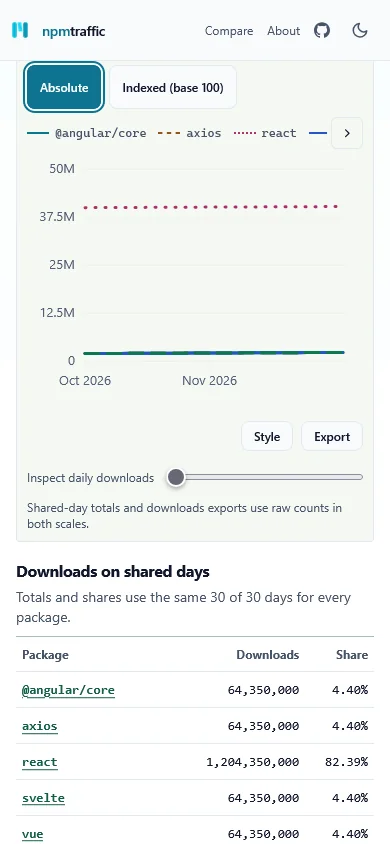 npmtraffic Compare About
Absolute Indexed (base 100)
@angular/core axios react
50M
37.5M
25M
12.5M
0
Oct 2026 Nov 2026
Style Export
Inspect daily downloads
Shared-day totals and downloads exports use raw counts in
both scales.
Downloads on shared days
Totals and shares use the same 30 of 30 days for every
package.
Package Downloads Share
@angular/core 64,350,000 4.40%
axios 64,350,000 4.40%
react 1,204,350,000 82.39%
svelte 64,350,000 4.40%
vue 64,350,000 4.40%